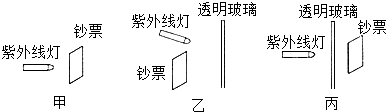 紫外线灯 钞票
甲
透明玻璃
紫外线灯
钞票
乙
透明玻璃
紫外线灯 钞票
丙